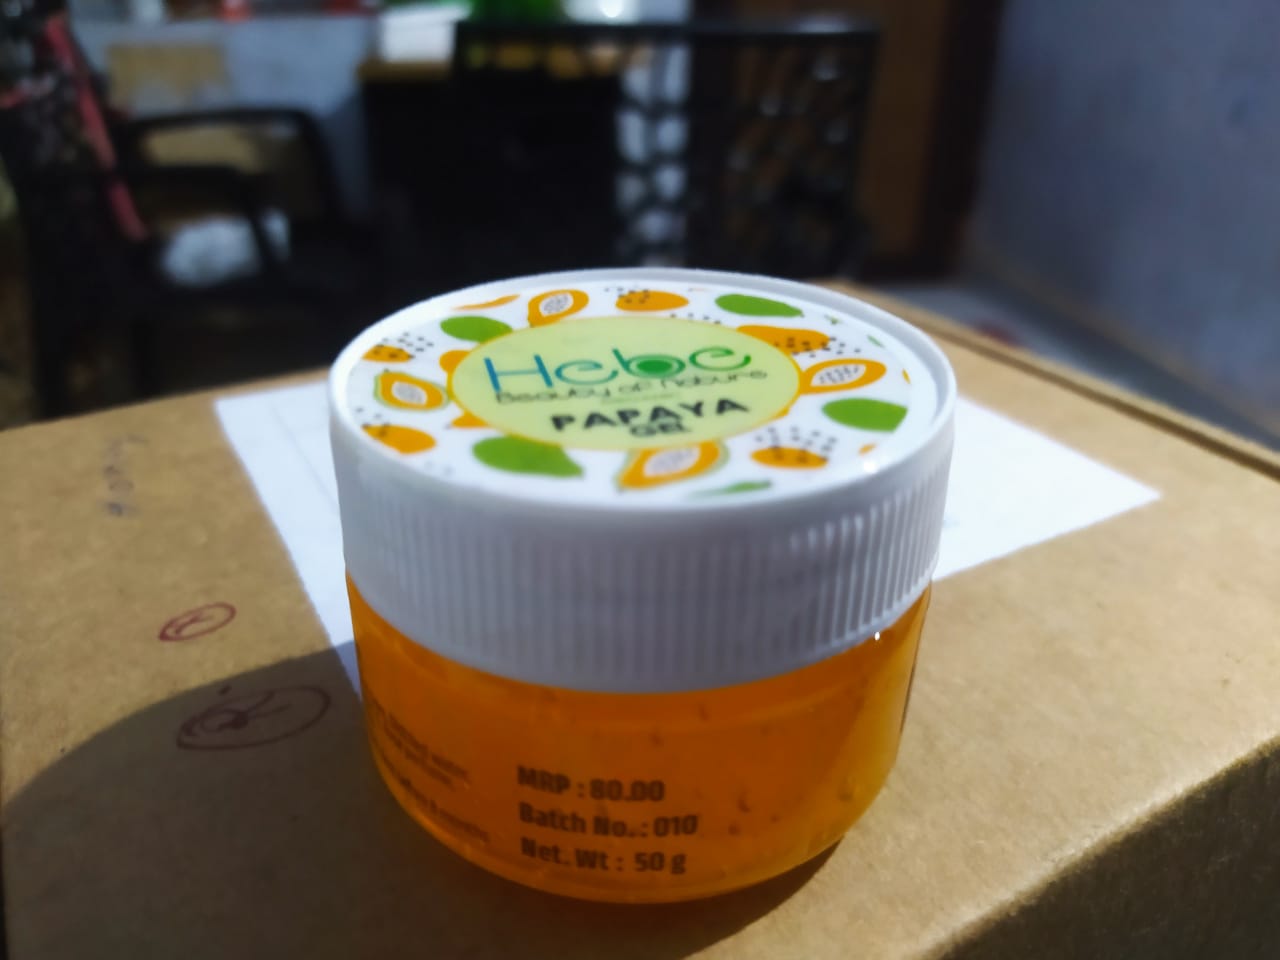 Hebe
Beauty of Nature
PAPAYA
GEL
MRP : 80.00
Batch No. : 010
Net. Wt : 50 g